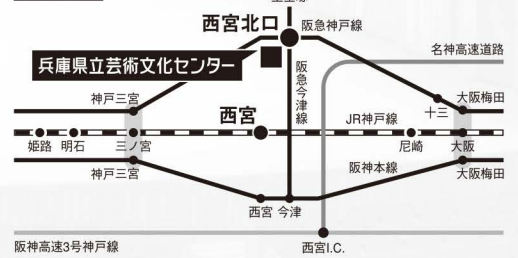 西宮北口
阪急神戸線
兵庫県立芸術文化センター
名神高速道路
阪急今津線
神戸三宮
西宮
JR神戸線
十三
大阪梅田
姫路
明石
三ノ宮
尼崎
大阪
神戸三宮
阪神本線
大阪梅田
西宮
今津
阪神高速3号神戸線
西宮I.C.